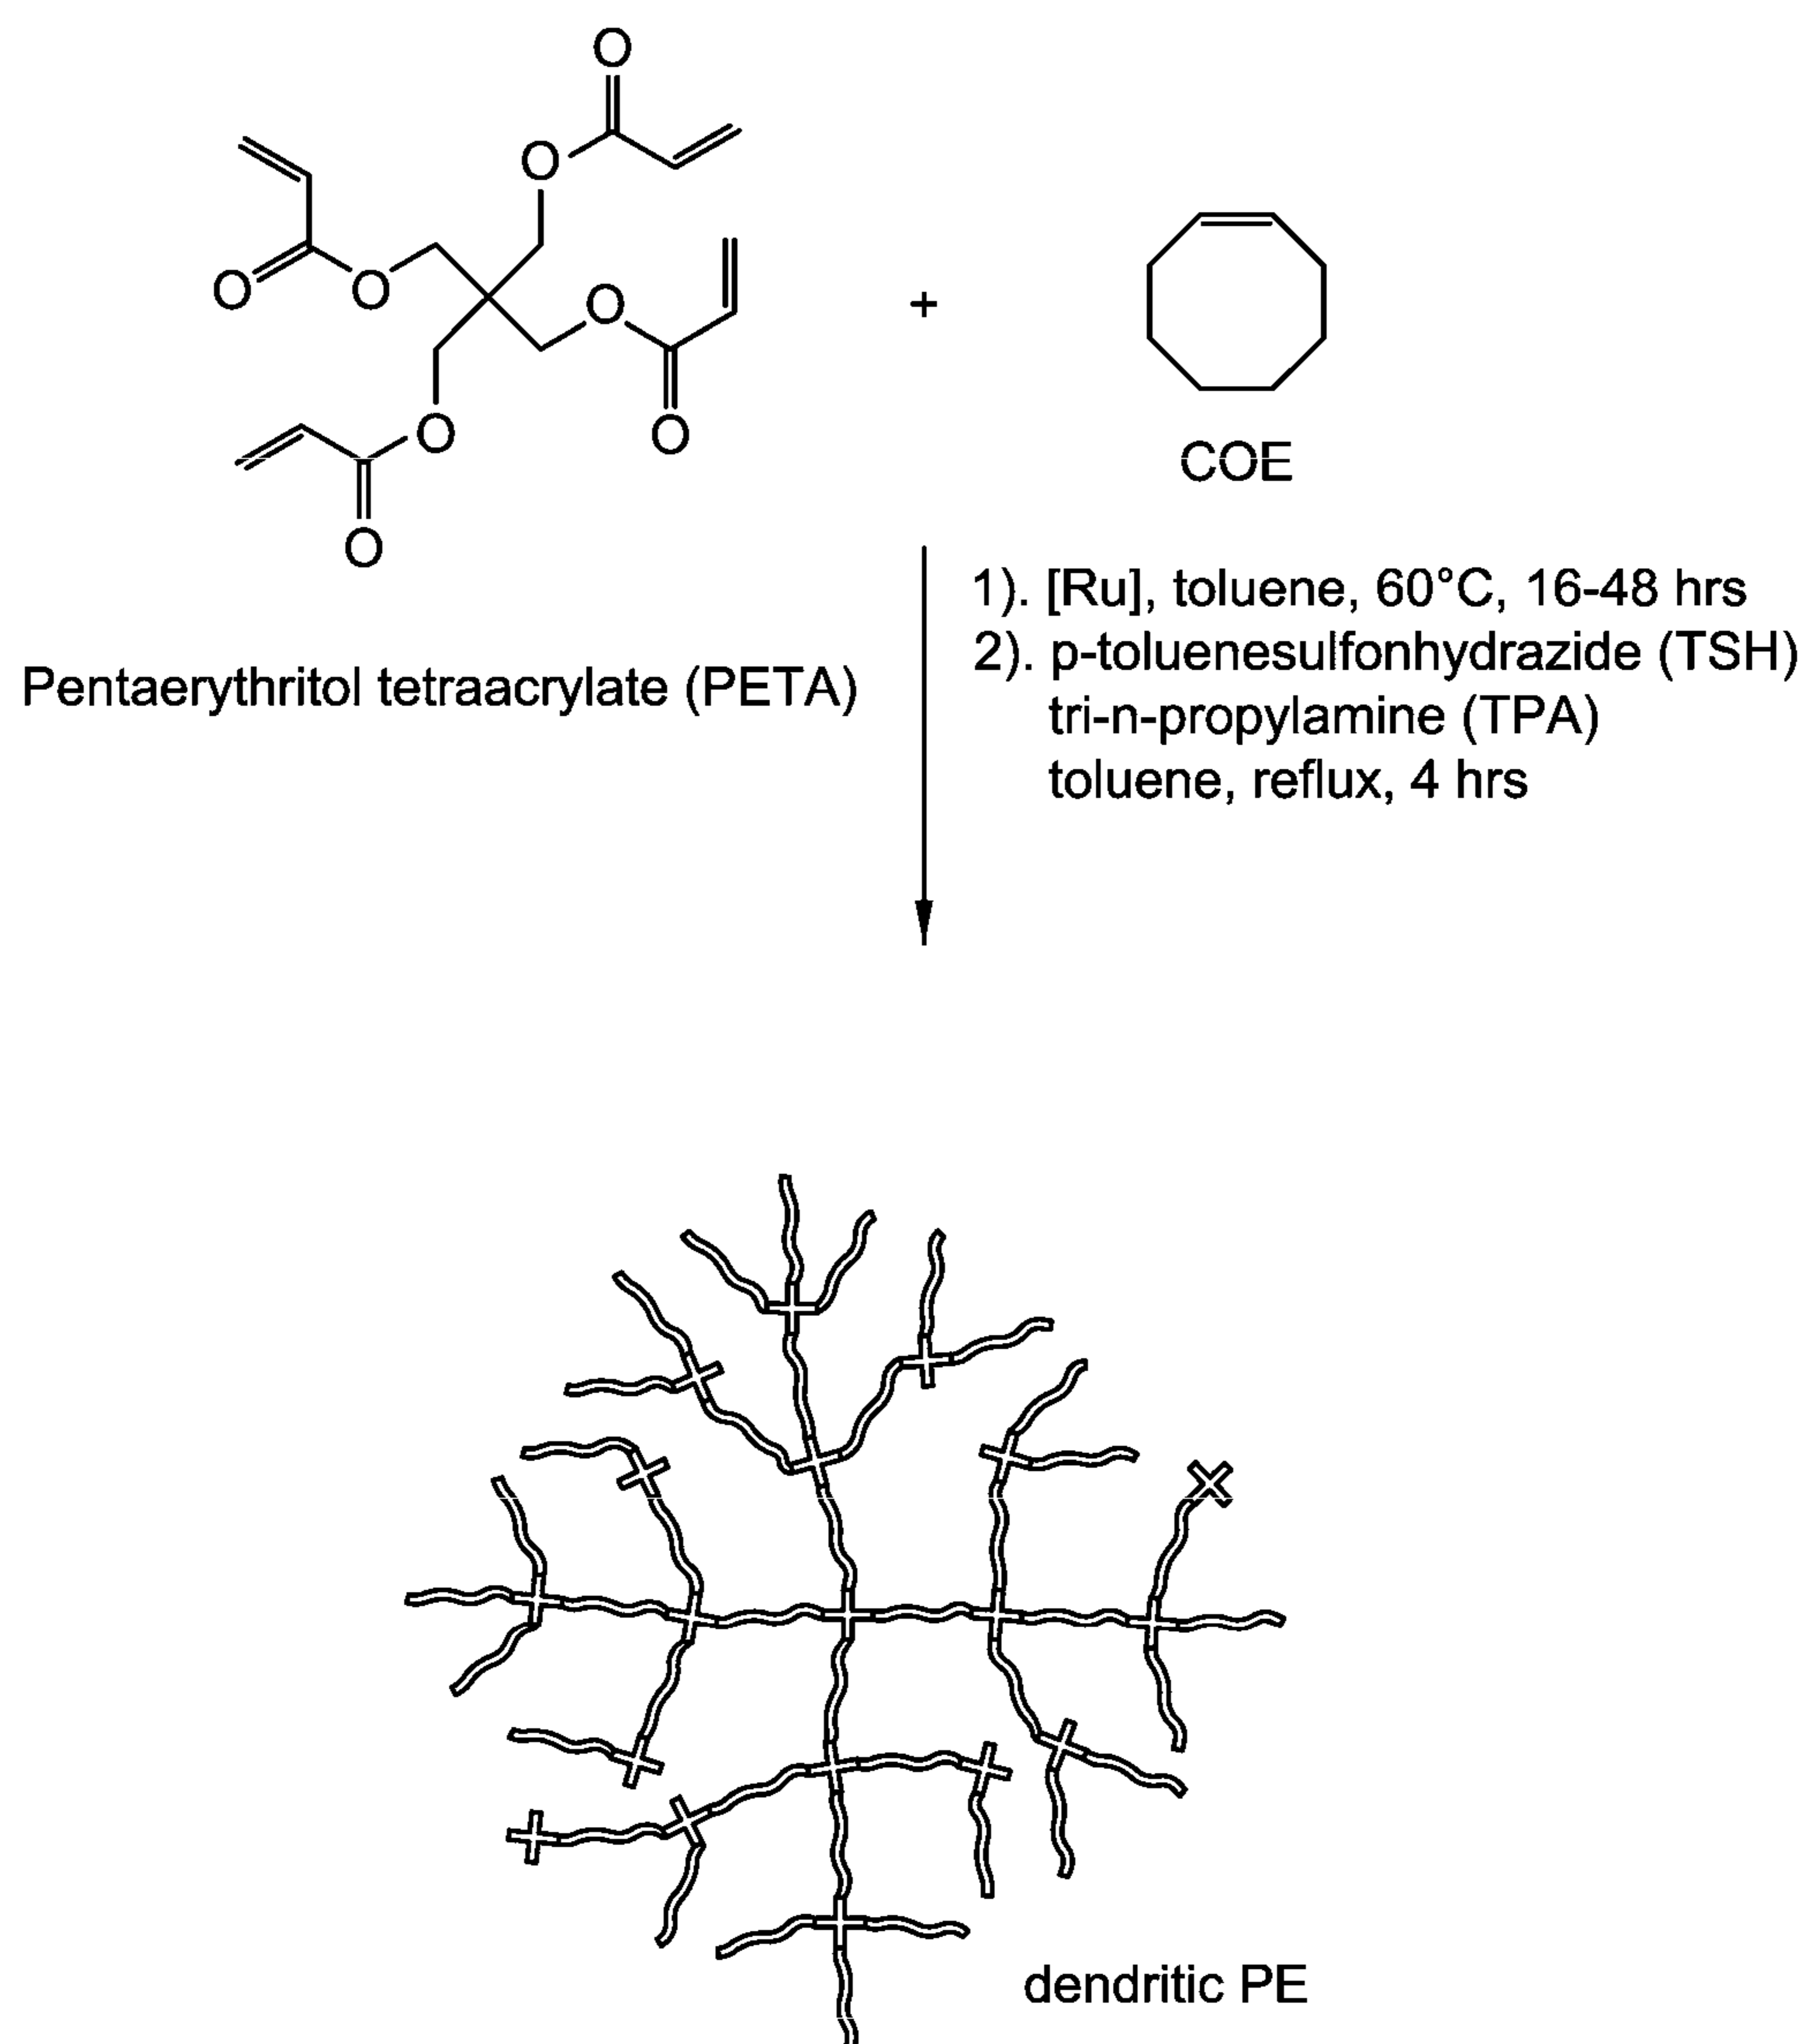 O
O
O
O
O
O
O
O
+
COE
1). [Ru], toluene, 60°C, 16-48 hrs
2). p-toluenesulfonhydrazide (TSH)
tri-n-propylamine (TPA)
toluene, reflux, 4 hrs
Pentaerythritol tetraacrylate (PETA)
dendritic PE